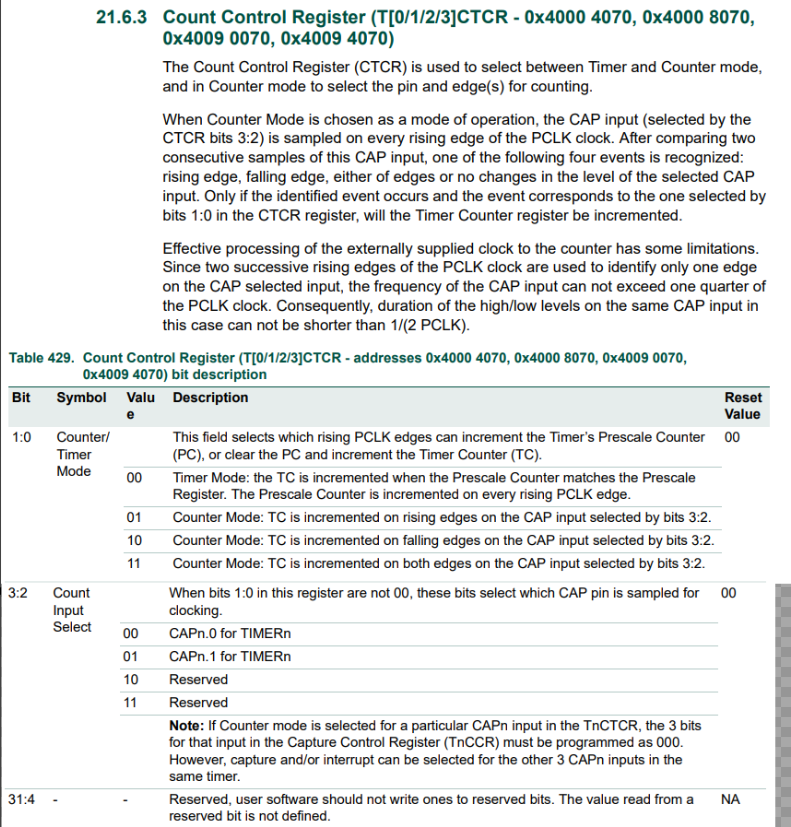 21.6.3 Count Control Register (T[0/1/2/3]CTCR - 0x4000 4070, 0x4000 8070,
0x4009 0070, 0x4009 4070)
The Count Control Register (CTCR) is used to select between Timer and Counter mode,
and in Counter mode to select the pin and edge(s) for counting.
When Counter Mode is chosen as a mode of operation, the CAP input (selected by the
CTCR bits 3:2) is sampled on every rising edge of the PCLK clock. After comparing two
consecutive samples of this CAP input, one of the following four events is recognized:
rising edge, falling edge, either of edges or no changes in the level of the selected CAP
input. Only if the identified event occurs and the event corresponds to the one selected by
bits 1:0 in the CTCR register, will the Timer Counter register be incremented.
Effective processing of the externally supplied clock to the counter has some limitations.
Since two successive rising edges of the PCLK clock are used to identify only one edge
on the CAP selected input, the frequency of the CAP input can not exceed one quarter of
the PCLK clock. Consequently, duration of the high/low levels on the same CAP input in
this case can not be shorter than 1/(2 PCLK).
Table 429. Count Control Register (T[0/1/2/3]CTCR - addresses 0x4000 4070, 0x4000 8070, 0x4009 0070,
0x4009 4070) bit description
Bit Symbol Valu Description Reset
e Value
1:0 Counter/ This field selects which rising PCLK edges can increment the Timer's Prescale Counter 00
Timer (PC), or clear the PC and increment the Timer Counter (TC).
Mode 00 Timer Mode: the TC is incremented when the Prescale Counter matches the Prescale
Register. The Prescale Counter is incremented on every rising PCLK edge.
01 Counter Mode: TC is incremented on rising edges on the CAP input selected by bits 3:2.
10 Counter Mode: TC is incremented on falling edges on the CAP input selected by bits 3:2.
11 Counter Mode: TC is incremented on both edges on the CAP input selected by bits 3:2.
3:2 Count When bits 1:0 in this register are not 00, these bits select which CAP pin is sampled for 00
Input clocking.
Select 00 CAPn.0 for TIMERn
01 CAPn.1 for TIMERn
10 Reserved
11 Reserved
Note: If Counter mode is selected for a particular CAPn input in the TnCTCR, the 3 bits
for that input in the Capture Control Register (TnCCR) must be programmed as 000.
However, capture and/or interrupt can be selected for the other 3 CAPn inputs in the
same timer.
31:4 - - Reserved, user software should not write ones to reserved bits. The value read from a NA
reserved bit is not defined.